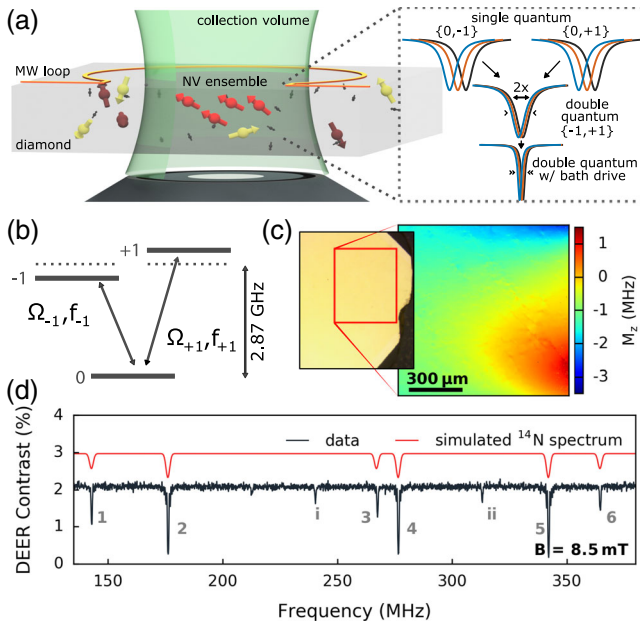 (a)
collection volume
MW loop
NV ensemble
diamond
single quantum
{0,-1}
{0,+1}
2x
double
quantum
{-1,+1}
double quantum
w/ bath drive
(b)
+1
-1
Ω-1,f-1
Ω+1,f+1
2.87 GHz
0
(c)
300 μm
1
0
-1
-2
-3
Mz (MHz)
(d)
DEER Contrast (%)
4
3
2
1
0
data
simulated 14N spectrum
1
2
i
3
4
ii
5
6
B = 8.5 mT
150
200
250
300
350
Frequency (MHz)